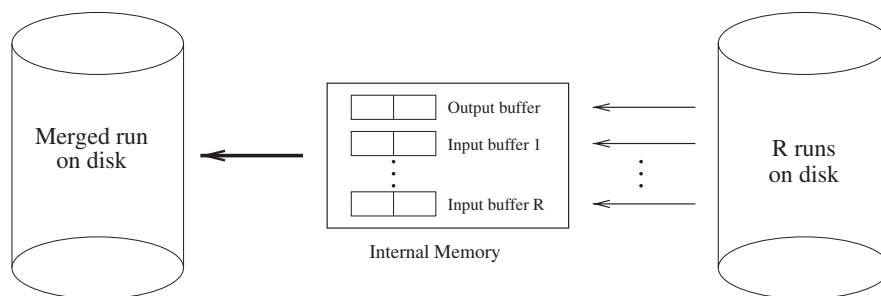 Merged run
on disk
Output buffer
Input buffer 1
Input buffer R
Internal Memory
R runs
on disk